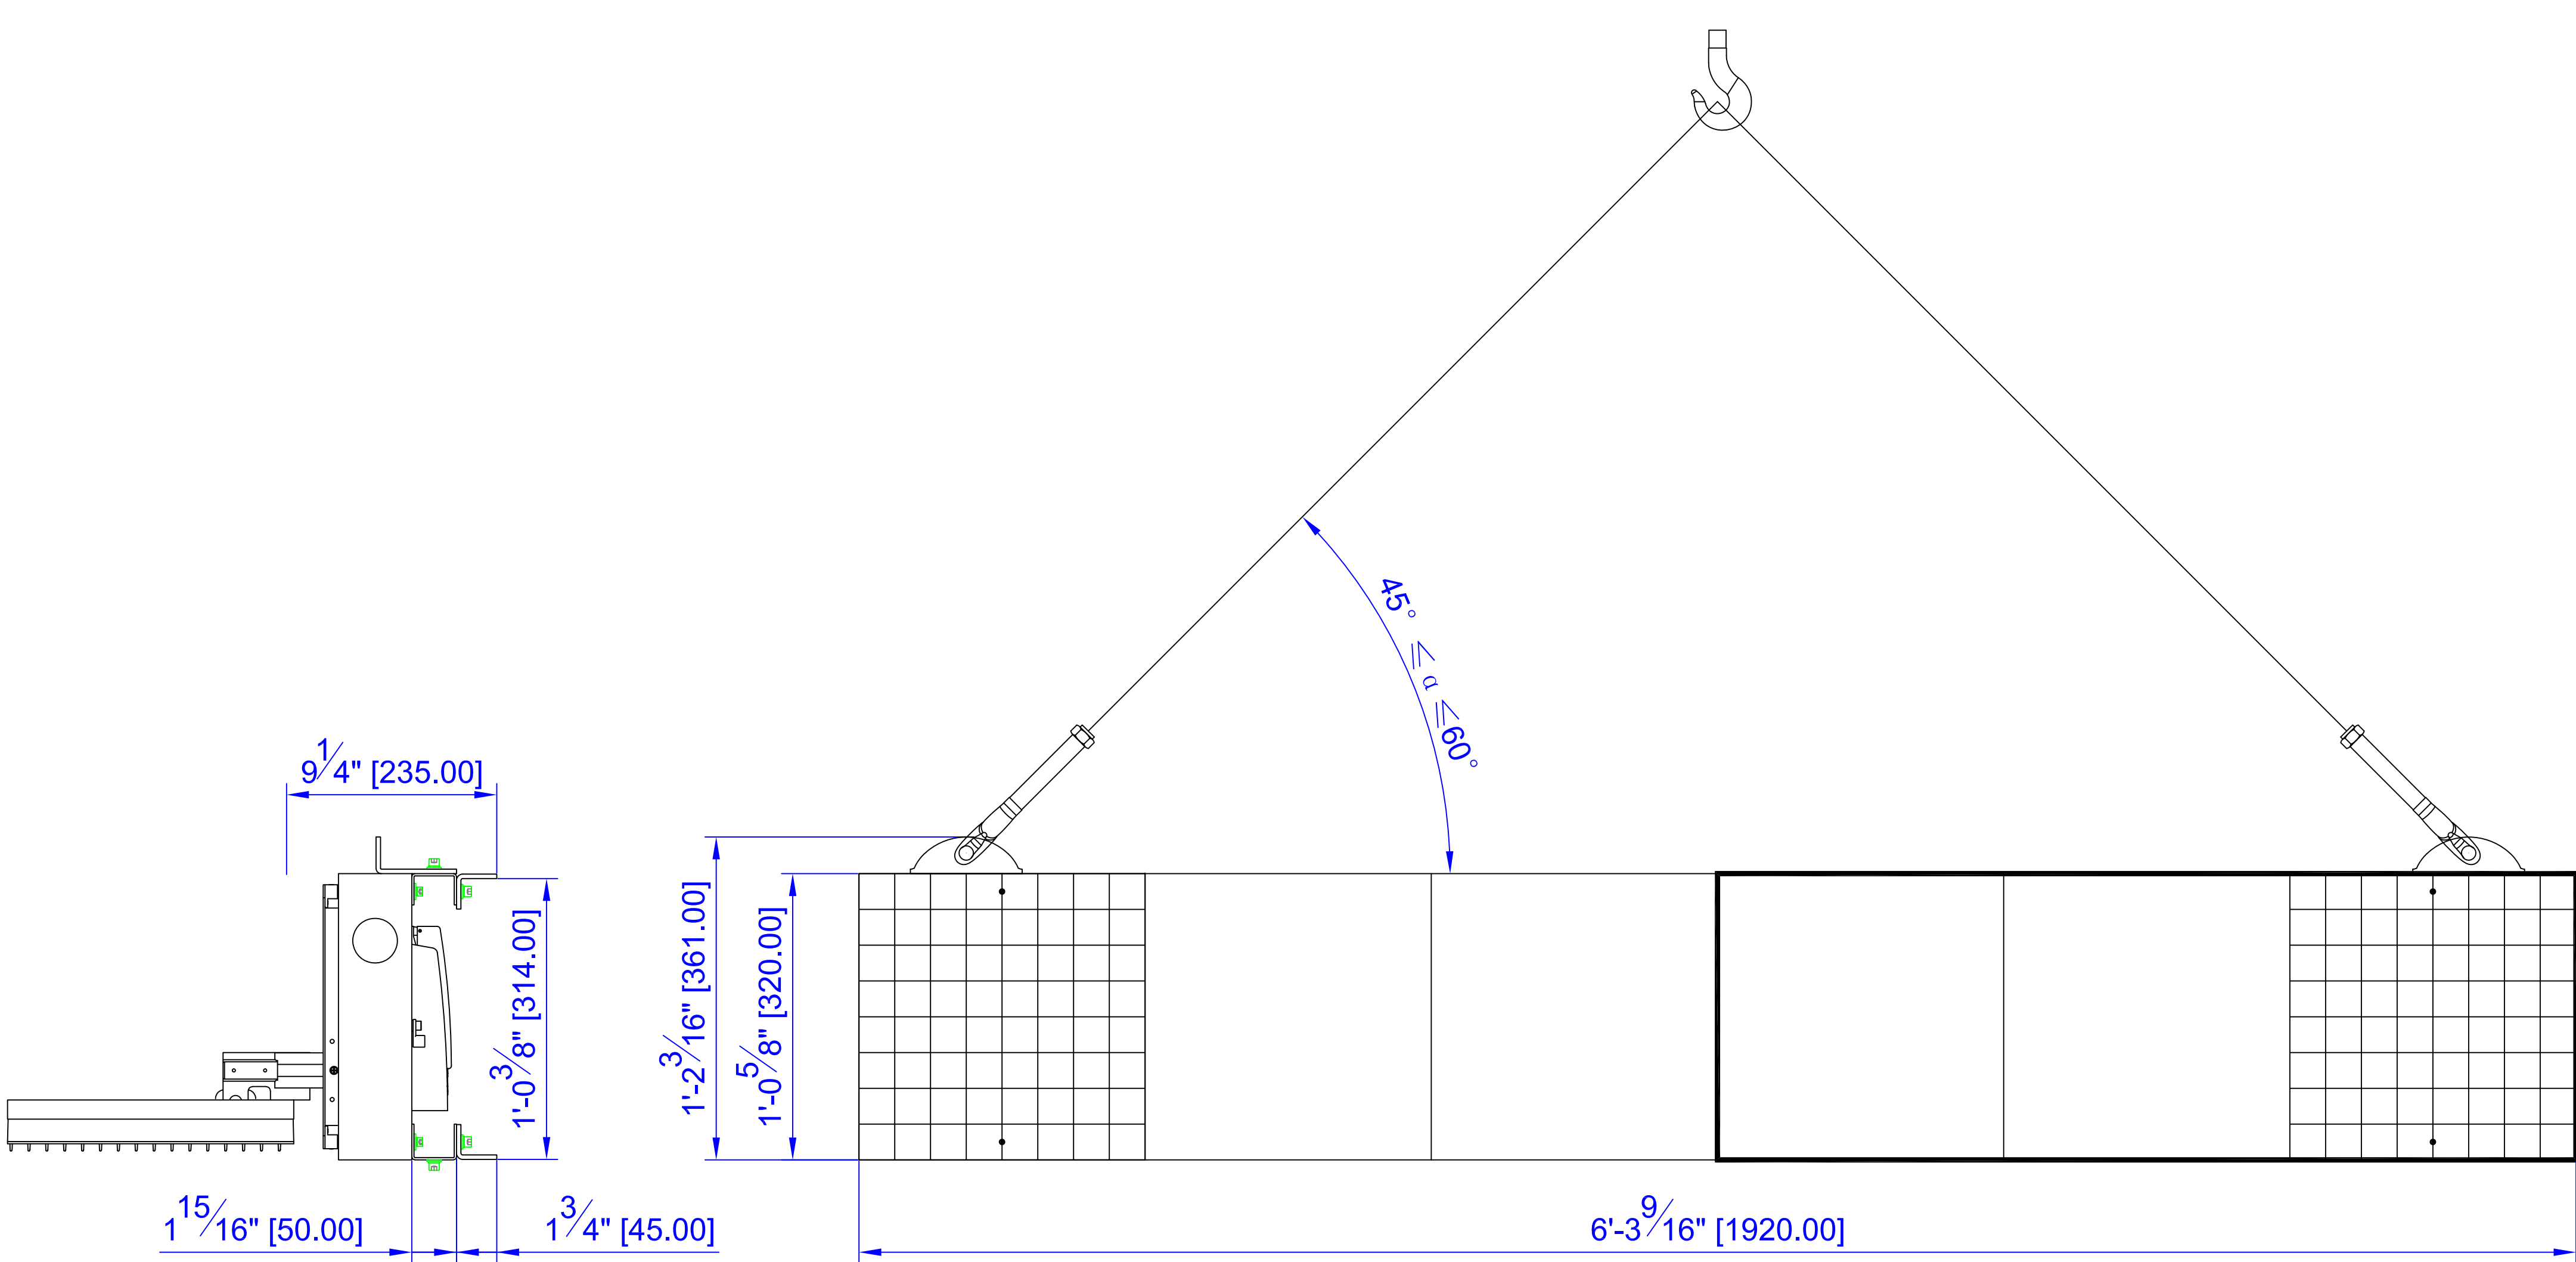 45° ≤ α ≤60°
9 1/4" [235.00]
1'-0 3/8" [314.00]
1'-2 3/16" [361.00]
1'-0 5/8" [320.00]
1 15/16" [50.00]
1 3/4" [45.00]
6'-3 9/16" [1920.00]